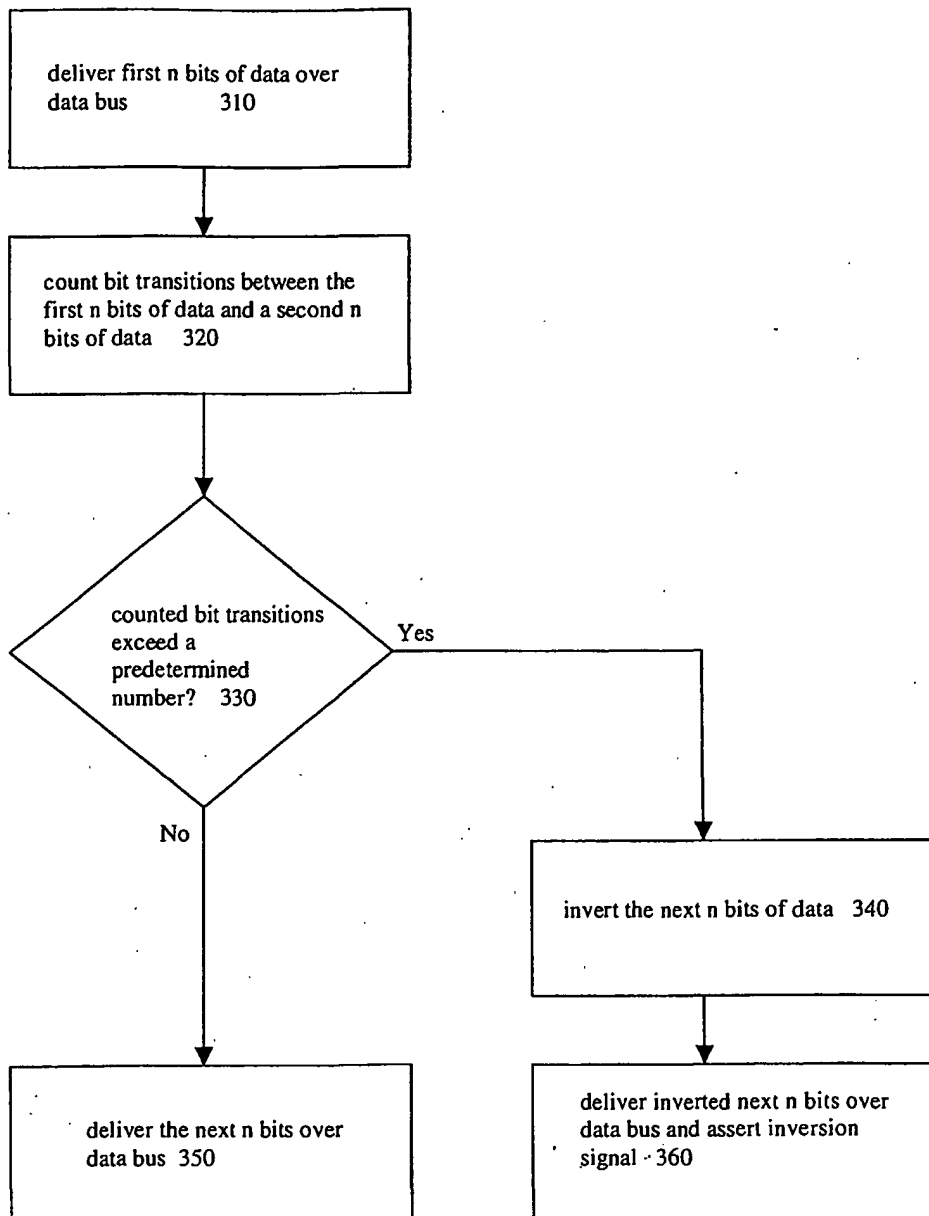 deliver first n bits of data over
data bus 310
count bit transitions between the
first n bits of data and a second n
bits of data 320
counted bit transitions
exceed a
predetermined
number? 330
Yes
No
invert the next n bits of data 340
deliver the next n bits over
data bus 350
deliver inverted next n bits over
data bus and assert inversion
signal 360